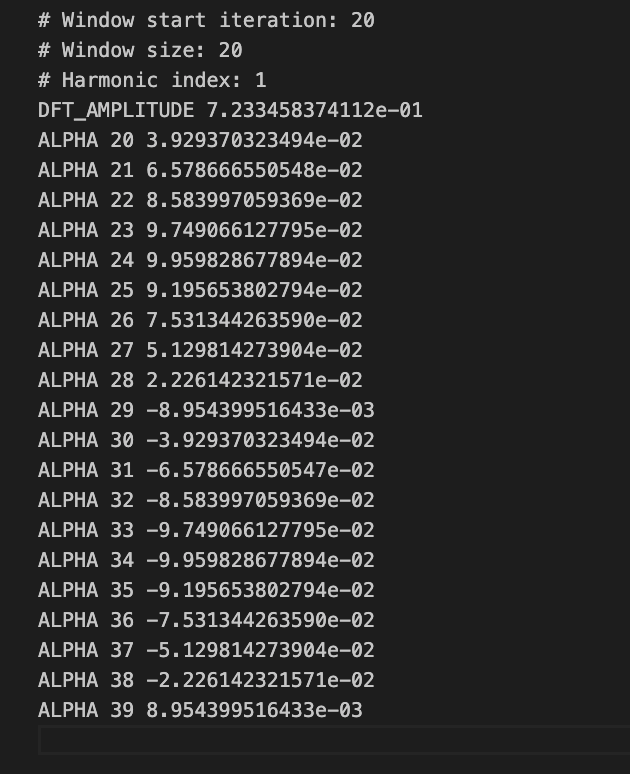 # Window start iteration: 20
# Window size: 20
# Harmonic index: 1
DFT_AMPLITUDE 7.233458374112e-01
ALPHA 20 3.929370323494e-02
ALPHA 21 6.578666550548e-02
ALPHA 22 8.583997059369e-02
ALPHA 23 9.749066127795e-02
ALPHA 24 9.959828677894e-02
ALPHA 25 9.195653802794e-02
ALPHA 26 7.531344263590e-02
ALPHA 27 5.129814273904e-02
ALPHA 28 2.226142321571e-02
ALPHA 29 -8.954399516433e-03
ALPHA 30 -3.929370323494e-02
ALPHA 31 -6.578666550547e-02
ALPHA 32 -8.583997059369e-02
ALPHA 33 -9.749066127795e-02
ALPHA 34 -9.959828677894e-02
ALPHA 35 -9.195653802794e-02
ALPHA 36 -7.531344263590e-02
ALPHA 37 -5.129814273904e-02
ALPHA 38 -2.226142321571e-02
ALPHA 39 8.954399516433e-03